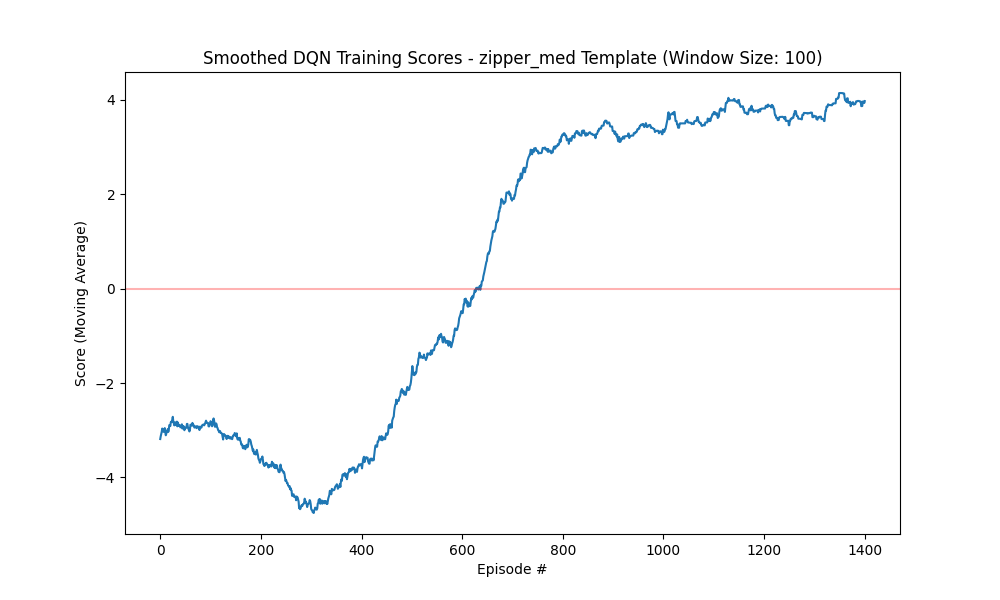 Smoothed DQN Training Scores - zipper_med Template (Window Size: 100)
4
2
0
−2
−4
Score (Moving Average)
0 200 400 600 800 1000 1200 1400
Episode #